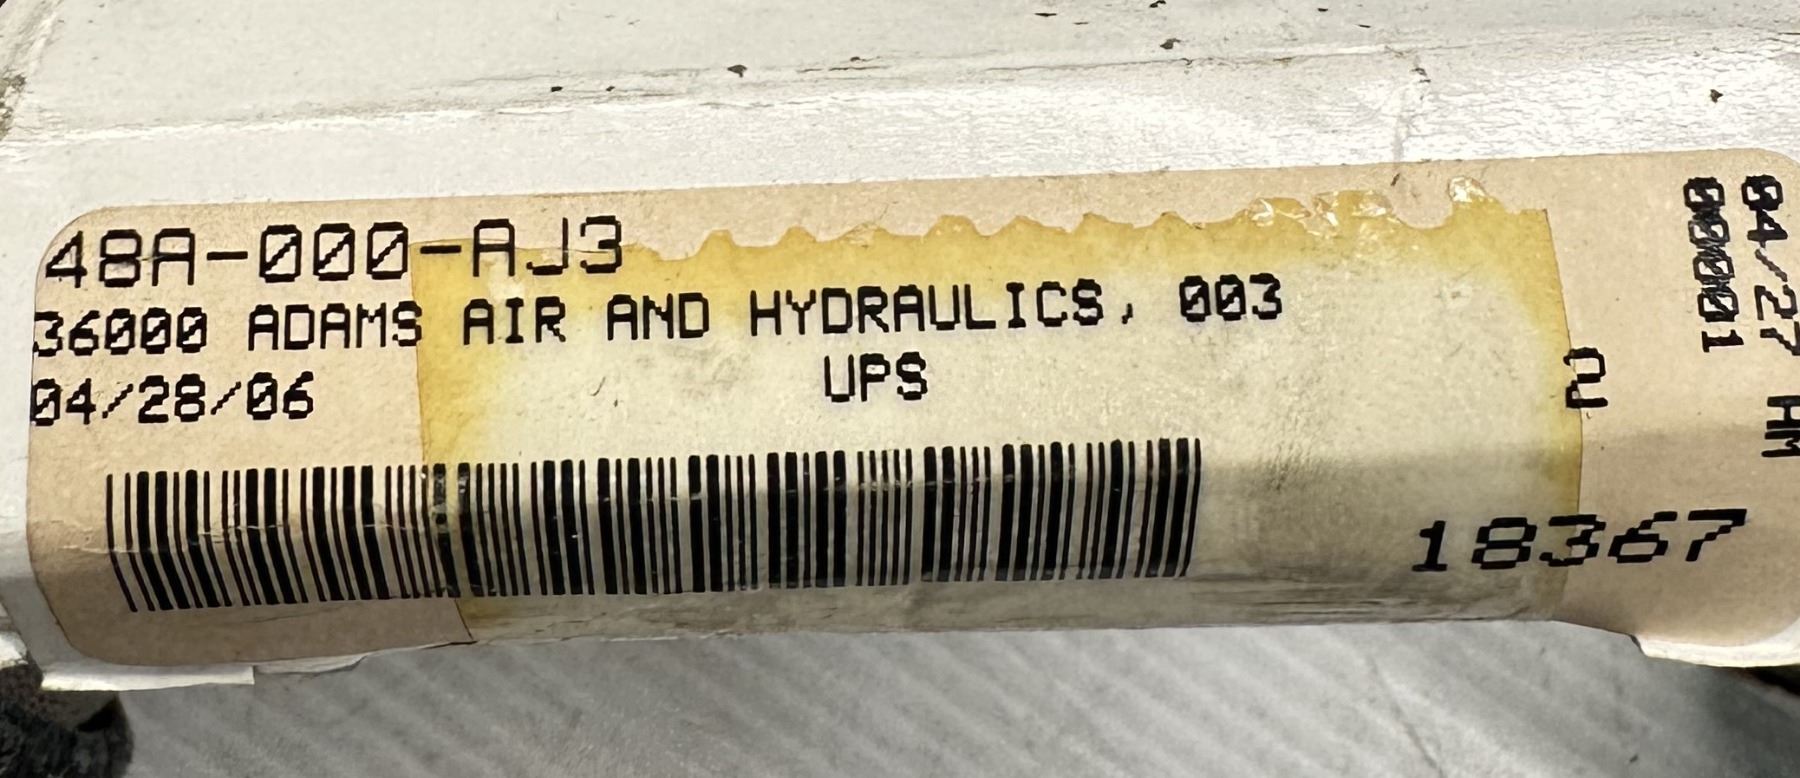 48A-000-AJ3
36000 ADAMS AIR AND HYDRAULICS, 003
UPS
04/28/06
2
18367
04/27 AM
000001